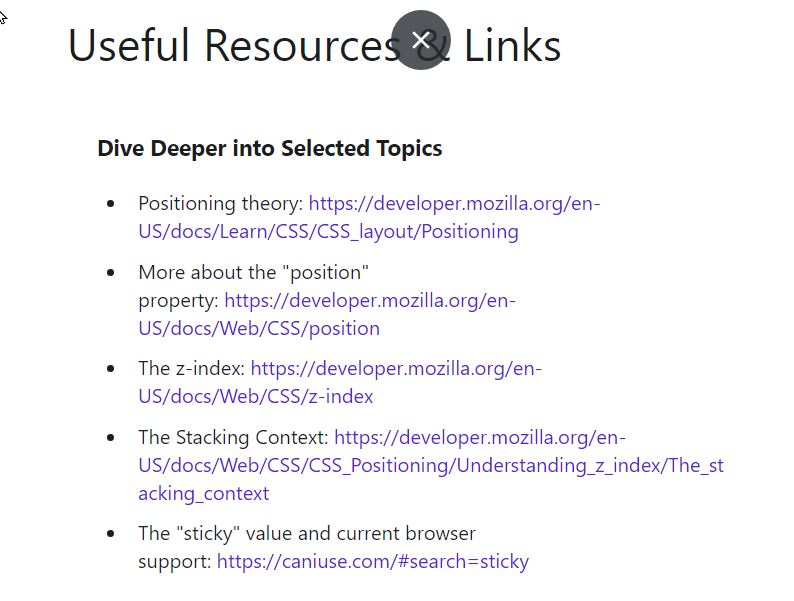 Useful Resources & Links
Dive Deeper into Selected Topics
Positioning theory: https://developer.mozilla.org/en-
US/docs/Learn/CSS/CSS_layout/Positioning
More about the "position"
property: https://developer.mozilla.org/en-
US/docs/Web/CSS/position
The z-index: https://developer.mozilla.org/en-
US/docs/Web/CSS/z-index
The Stacking Context: https://developer.mozilla.org/en-
US/docs/Web/CSS/CSS_Positioning/Understanding_z_index/The_st
acking_context
The "sticky" value and current browser
support: https://caniuse.com/#search=sticky